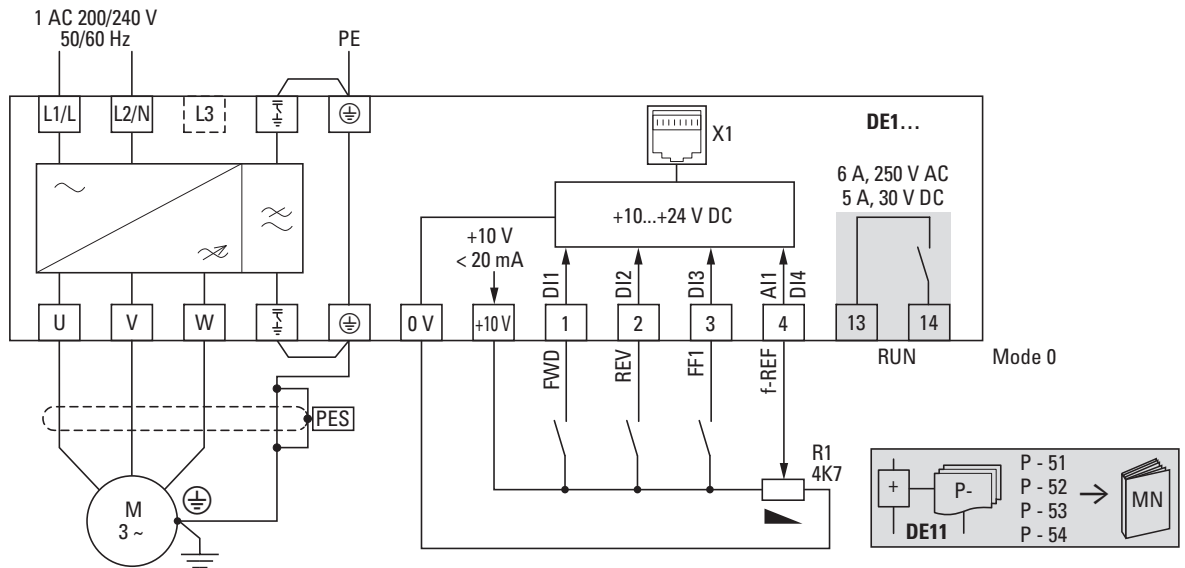 1 AC 200/240 V
50/60 Hz
PE
L1/L
L2/N
L3
X1
DE1...
6 A, 250 V AC
5 A, 30 V DC
+10...+24 V DC
+10 V
< 20 mA
DI1
DI2
DI3
AI1
DI4
U
V
W
0 V
+10 V
1
2
3
4
13
14
FWD
REV
FF1
f-REF
RUN
Mode 0
PES
R1
4K7
M
3 ~
+
P-
DE11
P - 51
P - 52
P - 53
P - 54
MN